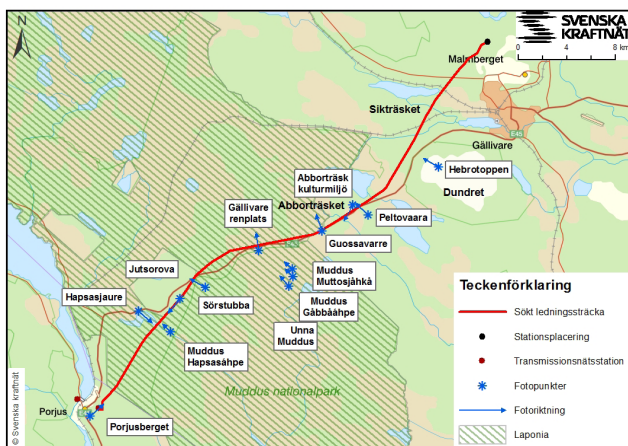 N
SVENSKA
KRAFTNÄT
0 4 8 km
Malmberget
Sikträsket
E45
Gällivare
Hebrotoppen
Dundret
Abborträsk
kulturmiljö
Abborträsket
Peltovaara
Gällivare
renplats
Guossavarre
Jutsorova
Muddus
Muttosjåhkå
Hapsasjaure
Sörstubba
Muddus
Gåbbååhpe
Unna
Muddus
Muddus
Hapsasåhpe
Muddus nationalpark
Porjus
Porjusberget
Teckenförklaring
Sökt ledningssträcka
Stationsplacering
Transmissionsnätsstation
Fotopunkter
Fotoriktning
Laponia
© Svenska kraftnät